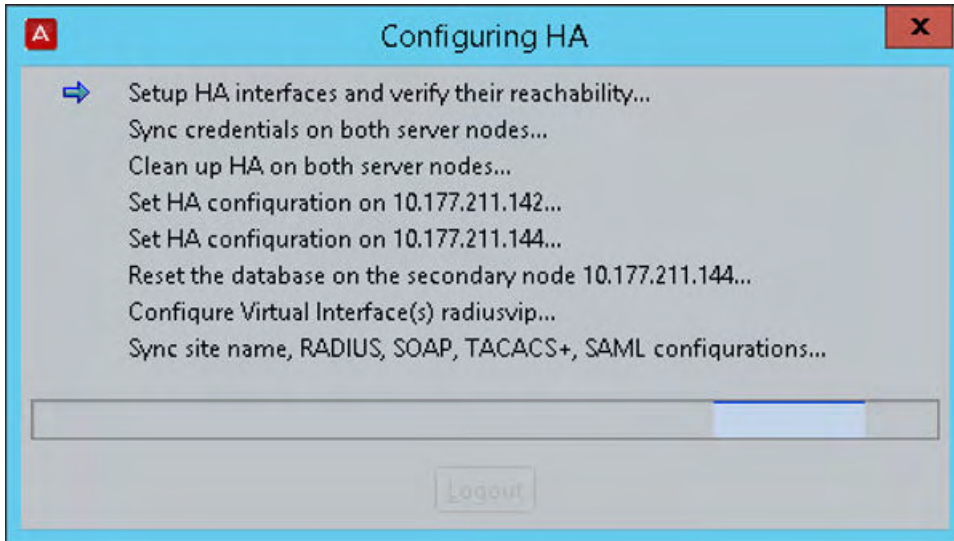 A
Configuring HA
x
Setup HA interfaces and verify their reachability...
Sync credentials on both server nodes...
Clean up HA on both server nodes...
Set HA configuration on 10.177.211.142...
Set HA configuration on 10.177.211.144...
Reset the database on the secondary node 10.177.211.144...
Configure Virtual Interface(s) radiusvip...
Sync site name, RADIUS, SOAP, TACACS+, SAML configurations...
Logout